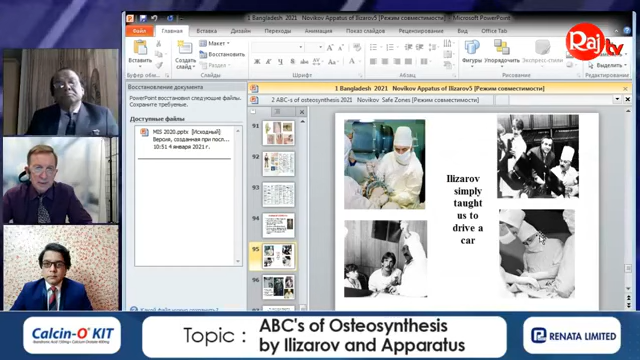 1 Bangladesh 2021 Novikov Appatus of Ilizarov5 [Режим совместимости] - Microsoft PowerPoint
Raj tv
Файл Главная Вставка Дизайн Переходы Анимация Показ слайдов Рецензирование Вид
Вставить
Создать слайд
Макет
Восстановить
Фигуры Упорядочить Экспресс-стили
Выделить
Буфер обм... Слайды Шрифт Абзац Рисование Редактирование
Восстановление документа
PowerPoint восстановил следующие файлы.
Сохраните требуемые.
Доступные файлы
MIS 2020.pptx [Исходный]
Версия, созданная при посл...
10:51 4 января 2021 г.
91
92
93
94
95
96
1 Bangladesh 2021 Novikov Appatus of Ilizarov5 [Режим совместимости]
2 ABC-s of osteosynthesis 2021 Novikov Safe Zones [Режим совместимости]
Ilizarov
simply
taught
us to
drive a
car
Calcin-O KIT
Topic : ABC's of Osteosynthesis
by Ilizarov and Apparatus
RENATA LIMITED